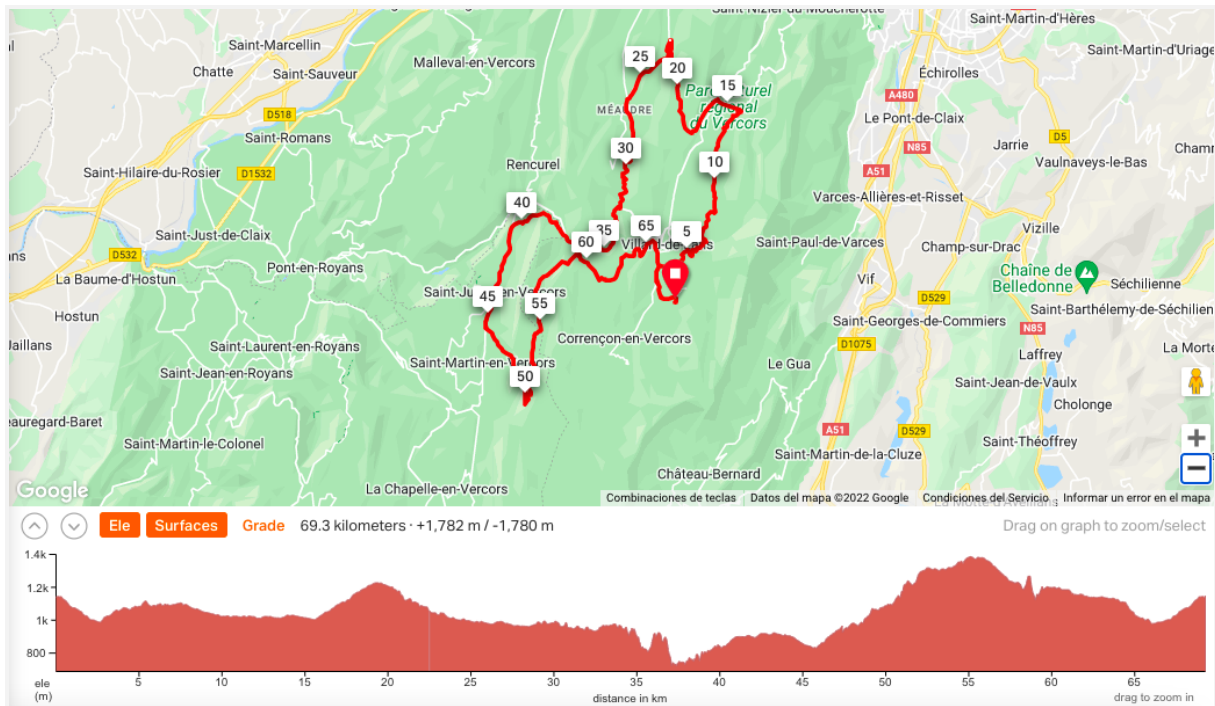 Saint-Nizier du Moucherotte
Saint-Martin-d'Hères
Saint-Marcellin
Malleval-en-Vercors
Saint-Martin-d'Uriage
Chatte
Saint-Sauveur
Échirolles
25
20
15
A480
Parc naturel
régional
du Vercors
MÉAUDRE
D518
Le Pont-de-Claix
Saint-Romans
D5
N85
Jarrie
30
10
Rencurel
Vaulnaveys-le-Bas
Saint-Hilaire-du-Rosier
D1532
A51
Varces-Allières-et-Risset
40
Vizille
Saint-Just-de-Claix
35
65
5
60
Villard-de-Lans
Saint-Paul-de-Varces
Champ-sur-Drac
D532
Pont-en-Royans
La Baume-d'Hostun
Chaîne de
Belledonne
Vif
Séchilienne
45
55
D529
Hostun
Saint-Georges-de-Commiers
Saint-Barthélemy-de-Séchilien
N85
Jaillans
Saint-Laurent-en-Royans
Corrençon-en-Vercors
D1075
Laffrey
La Morte
Saint-Martin-en-Vercors
Saint-Jean-en-Royans
Le Gua
50
Saint-Jean-de-Vaulx
Cholonge
eauregard-Baret
A51
D529
Saint-Martin-le-Colonel
Saint-Théoffrey
Saint-Martin-de-la-Cluze
Château-Bernard
La Chapelle-en-Vercors
Google
Combinaciones de teclas
Datos del mapa ©2022 Google
Condiciones del Servicio
Informar un error en el mapa
Ele
Surfaces
Grade
69.3 kilometers · +1,782 m / -1,780 m
Drag on graph to zoom/select
1.4k
1.2k
1k
800
ele
(m)
5 10 15 20 25 30 35 40 45 50 55 60 65
distance in km
drag to zoom in